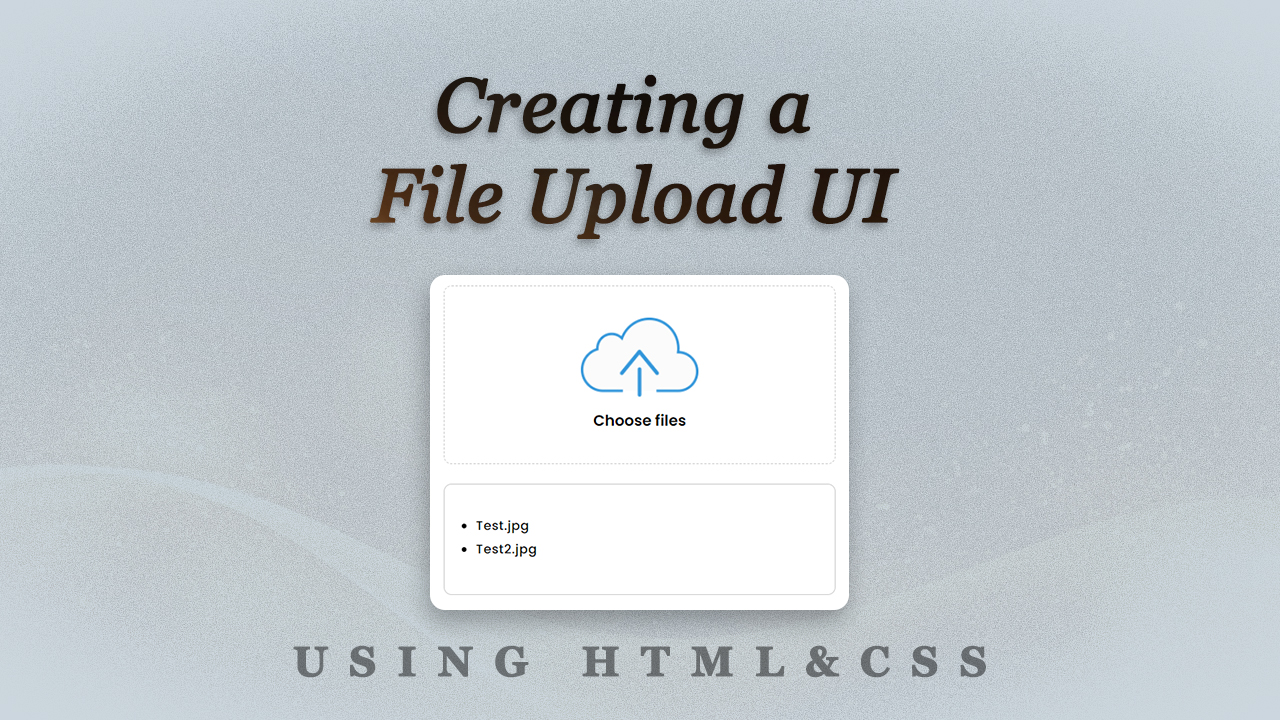 Creating a
File Upload UI
Choose files
Test.jpg
Test2.jpg
USING HTML&CSS